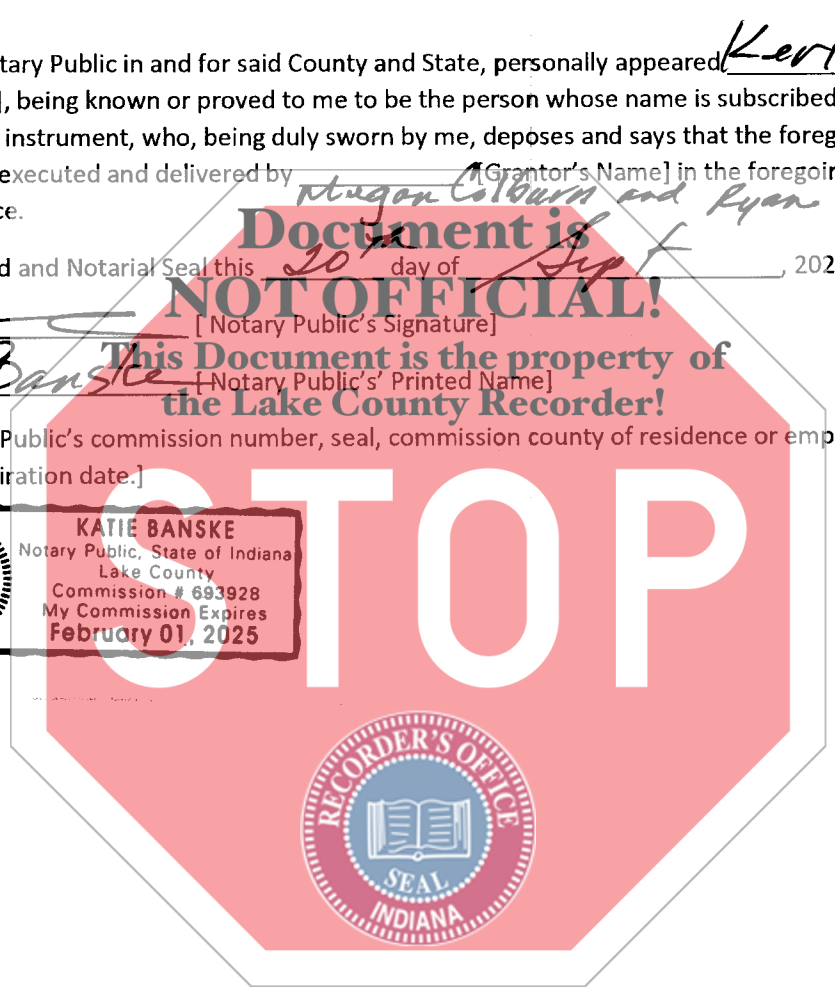 tary Public in and for said County and State, personally appeared
], being known or proved to me to be the person whose name is subscribed
instrument, who, being duly sworn by me, deposes and says that the foreg
executed and delivered by [Grantor's Name] in the foregoin
Megan Colburn and Ryan
ce.
Document is
d and Notarial Seal this 20th day of Sept, 202
NOT OFFICIAL!
[ Notary Public's Signature]
This Document is the property of
Banske [Notary Public's' Printed Name]
the Lake County Recorder!
Public's commission number, seal, commission county of residence or emp
iration date.]
STOP
KATIE BANSKE
Notary Public, State of Indiana
Lake County
Commission # 693928
My Commission Expires
February 01, 2025
RECORDER'S OFFICE
SEAL
INDIANA